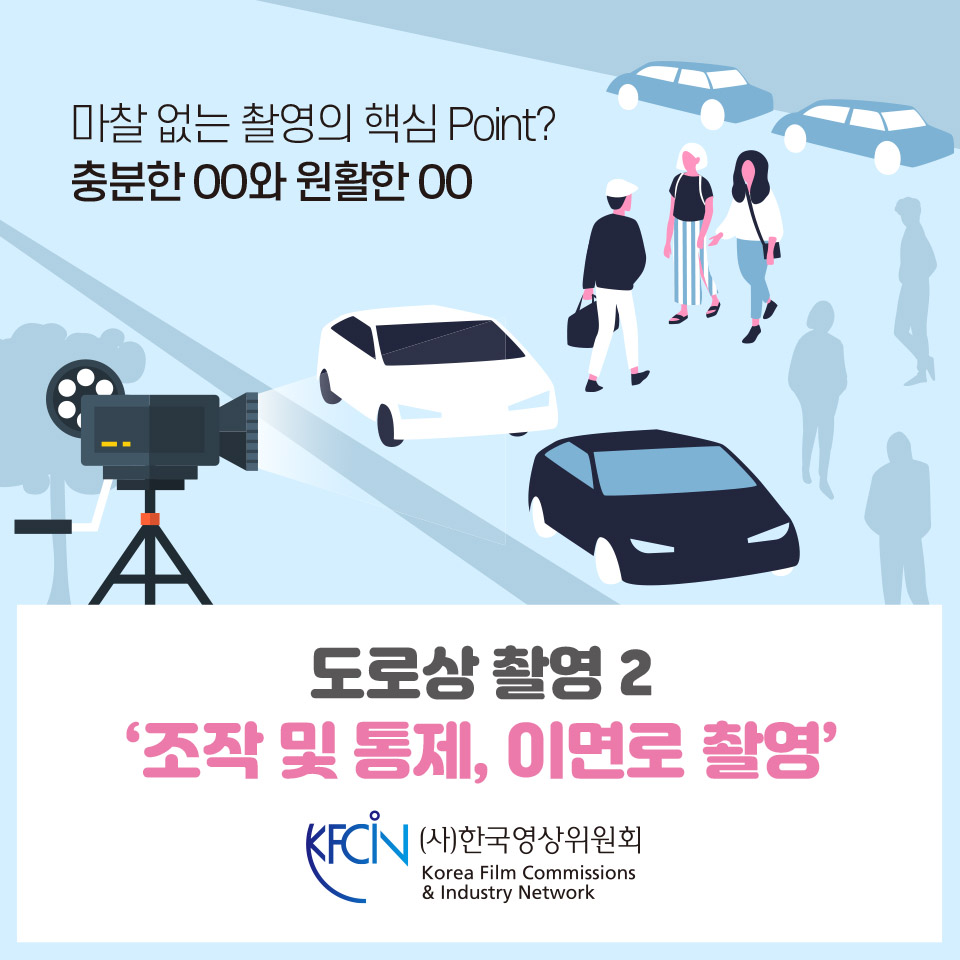 마찰 없는 촬영의 핵심 Point?
충분한 OO와 원활한 OO
도로상 촬영 2
‘조작 및 통제, 이면로 촬영’
KFCIN (사)한국영상위원회
Korea Film Commissions
& Industry Network